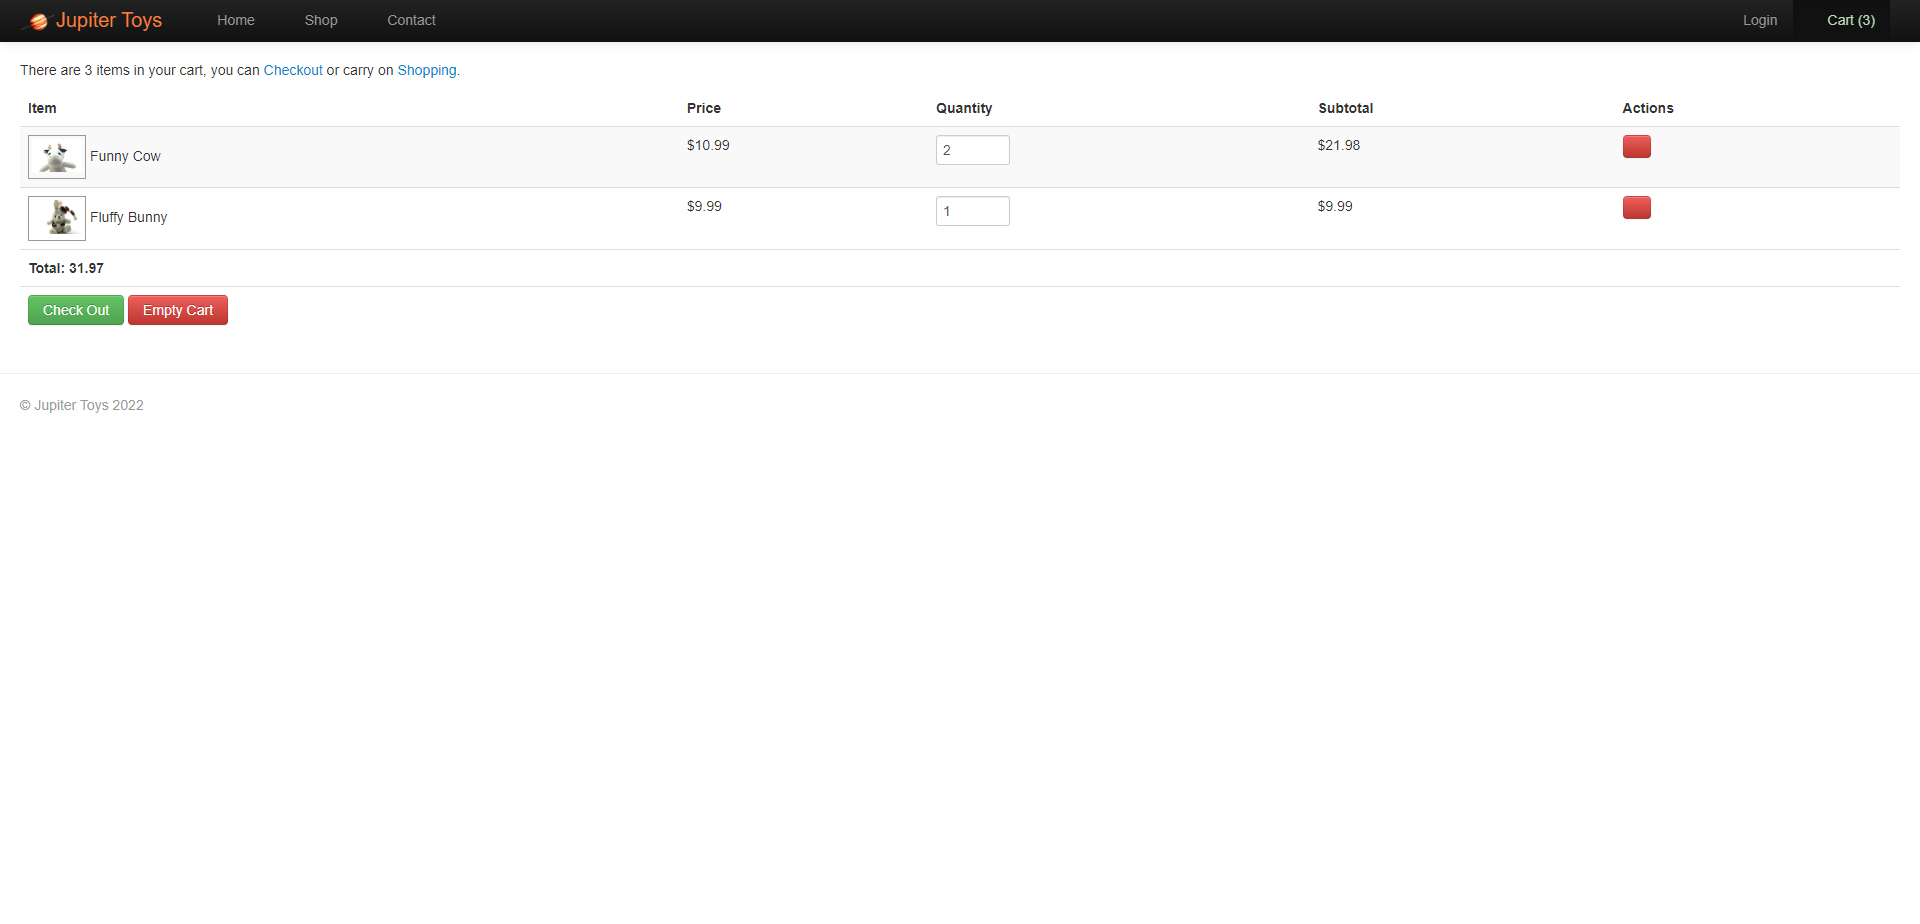 Jupiter Toys Home Shop Contact Login Cart (3)
There are 3 items in your cart, you can Checkout or carry on Shopping.
Item Price Quantity Subtotal Actions
Funny Cow $10.99 2 $21.98
Fluffy Bunny $9.99 1 $9.99
Total: 31.97
Check Out Empty Cart
© Jupiter Toys 2022